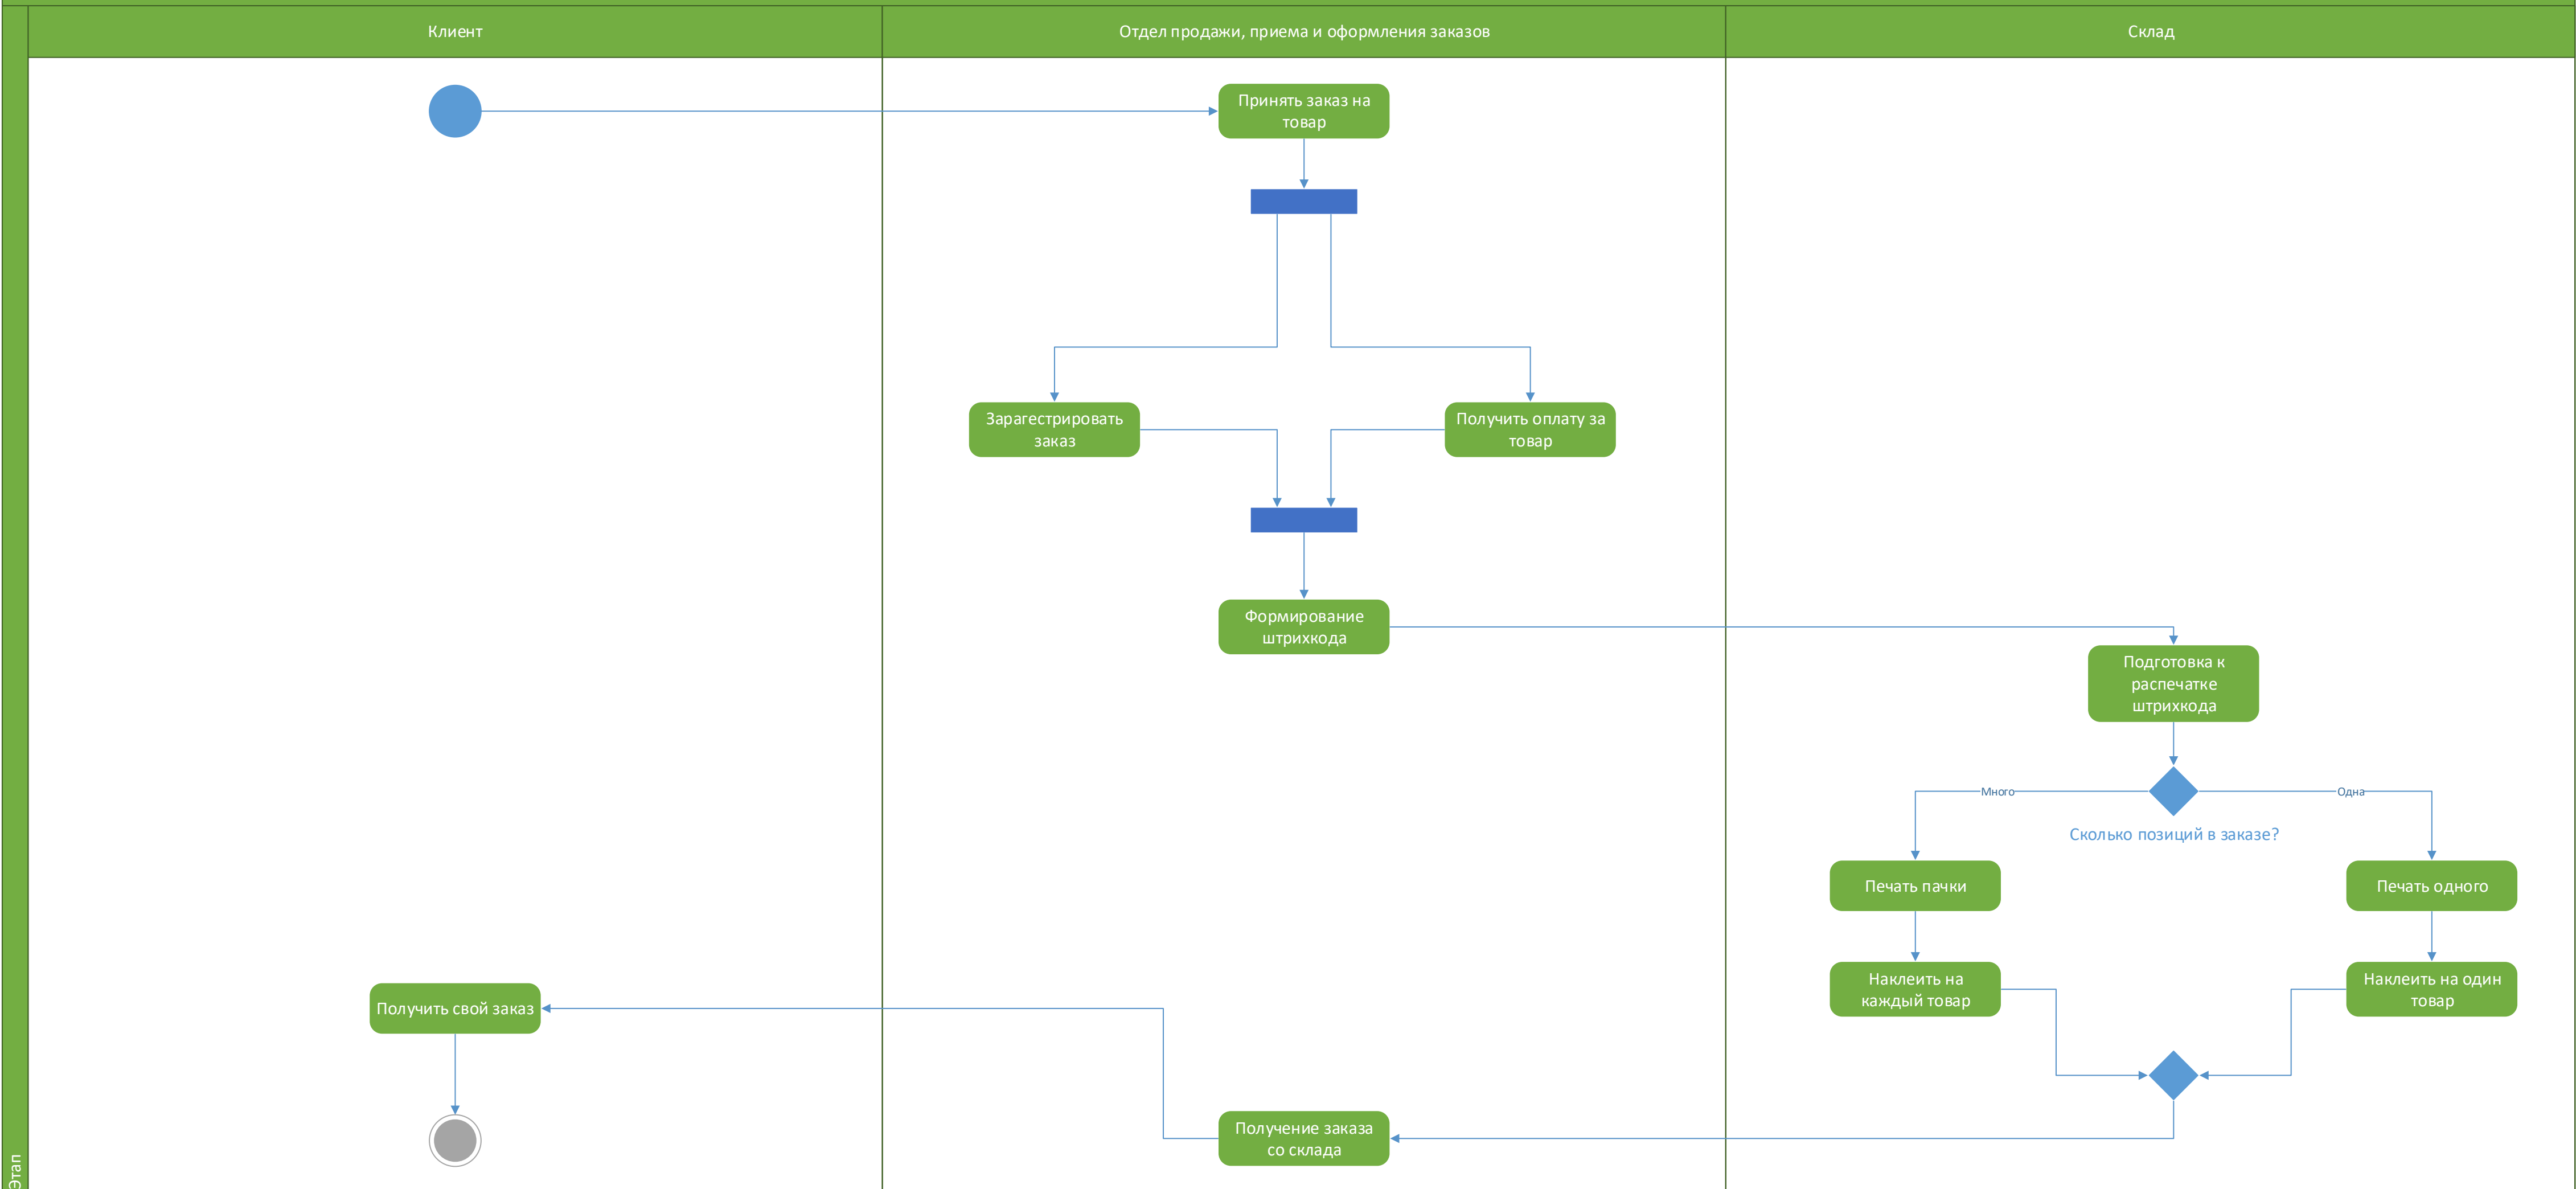 Клиент
Отдел продажи, приема и оформления заказов
Склад
Принять заказ на
товар
Зарагестрировать
заказ
Получить оплату за
товар
Формирование
штрихкода
Подготовка к
распечатке
штрихкода
Много
Одна
Сколько позиций в заказе?
Печать пачки
Печать одного
Наклеить на
каждый товар
Наклеить на один
товар
Получить свой заказ
Получение заказа
со склада
Этап